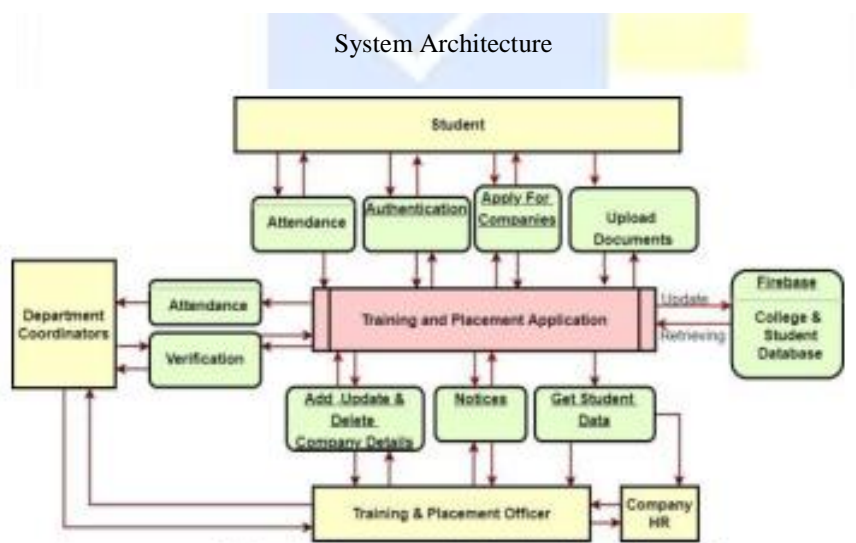 System Architecture
Student
Attendance
Authentication
Apply For
Companies
Upload
Documents
Department
Coordinators
Attendance
Verification
Training and Placement Application
Update
Retrieving
Firebase
College &
Student
Database
Add Update &
Delete
Company Details
Notices
Get Student
Data
Training & Placement Officer
Company
HR